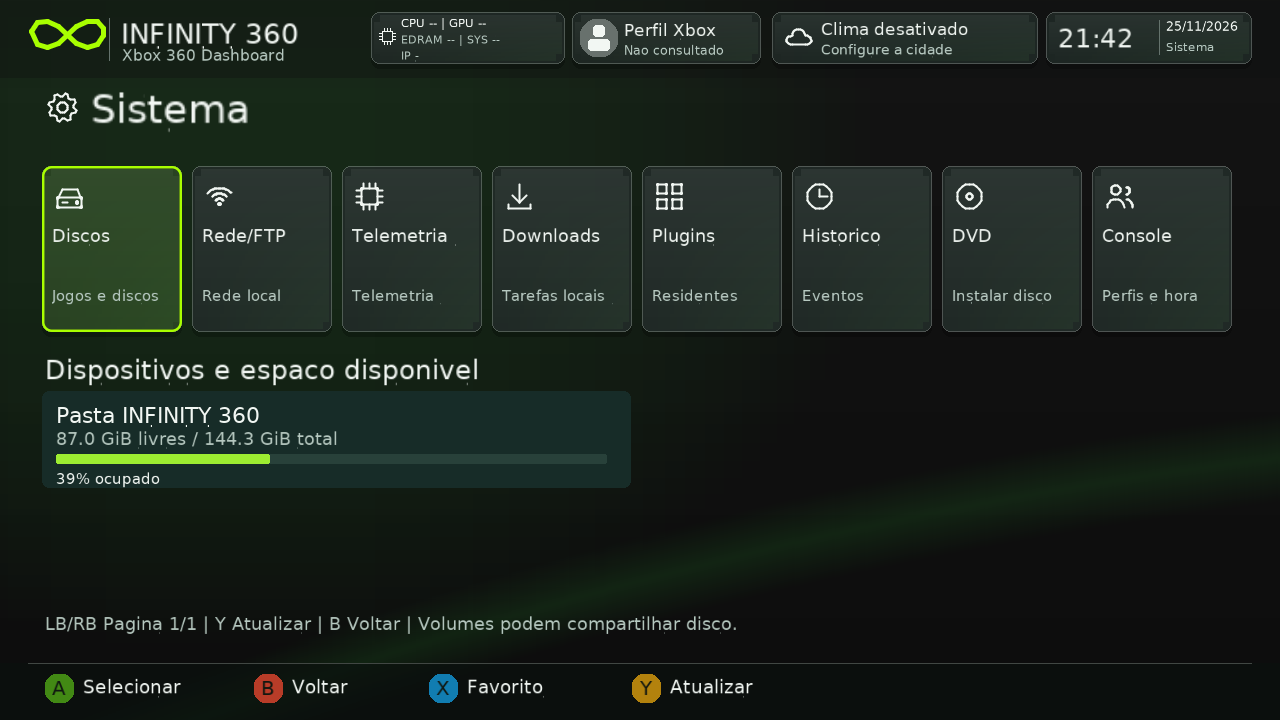 INFINITY 360
Xbox 360 Dashboard
CPU -- | GPU --
EDRAM -- | SYS --
IP -
Perfil Xbox
Nao consultado
Clima desativado
Configure a cidade
21:42
25/11/2026
Sistema
Sistema
Discos
Jogos e discos
Rede/FTP
Rede local
Telemetria
Telemetria
Downloads
Tarefas locais
Plugins
Residentes
Historico
Eventos
DVD
Instalar disco
Console
Perfis e hora
Dispositivos e espaco disponivel
Pasta INFINITY 360
87.0 GiB livres / 144.3 GiB total
39% ocupado
LB/RB Pagina 1/1 | Y Atualizar | B Voltar | Volumes podem compartilhar disco.
A Selecionar
B Voltar
X Favorito
Y Atualizar